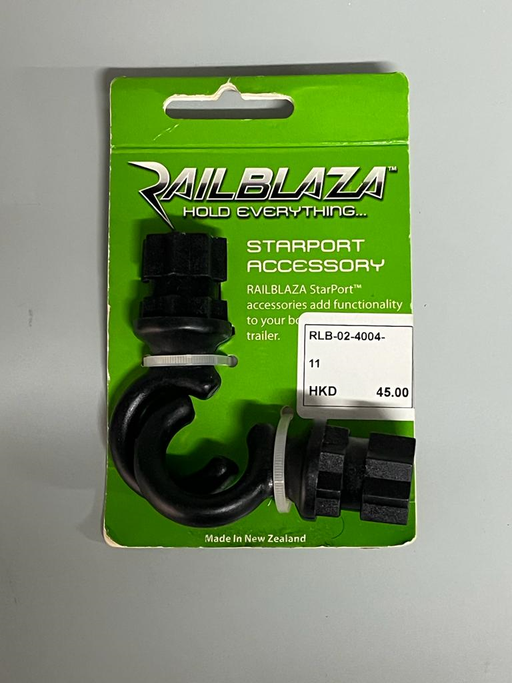 RAILBLAZA™
HOLD EVERYTHING...
STARPORT
ACCESSORY
RAILBLAZA StarPort™
accessories add functionality
to your
trailer.
RLB-02-4004-
11
HKD 45.00
Made In New Zealand